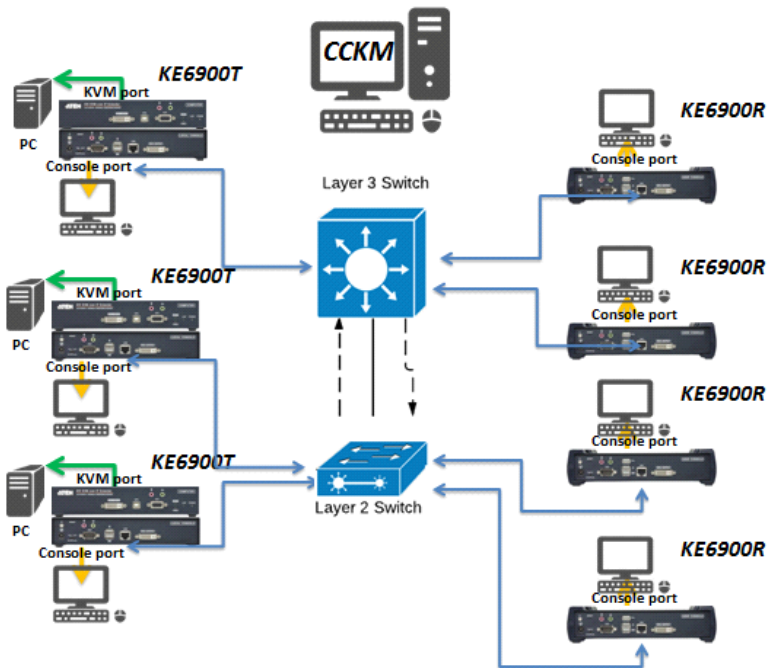 CCKM
KE6900T
KVM port
PC
Console port
KE6900R
Console port
Layer 3 Switch
KE6900T
KVM port
PC
Console port
KE6900R
Console port
KE6900R
Console port
KE6900T
KVM port
PC
Console port
Layer 2 Switch
KE6900R
Console port